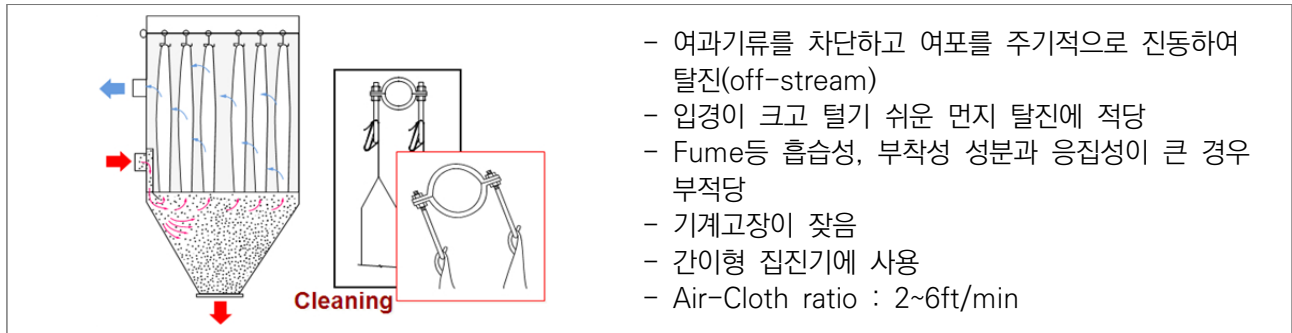 - 여과기류를 차단하고 여포를 주기적으로 진동하여
탈진(off-stream)
- 입경이 크고 털기 쉬운 먼지 탈진에 적당
- Fume등 흡습성, 부착성 성분과 응집성이 큰 경우
부적당
- 기계고장이 잦음
- 간이형 집진기에 사용
- Air-Cloth ratio : 2~6ft/min
Cleaning